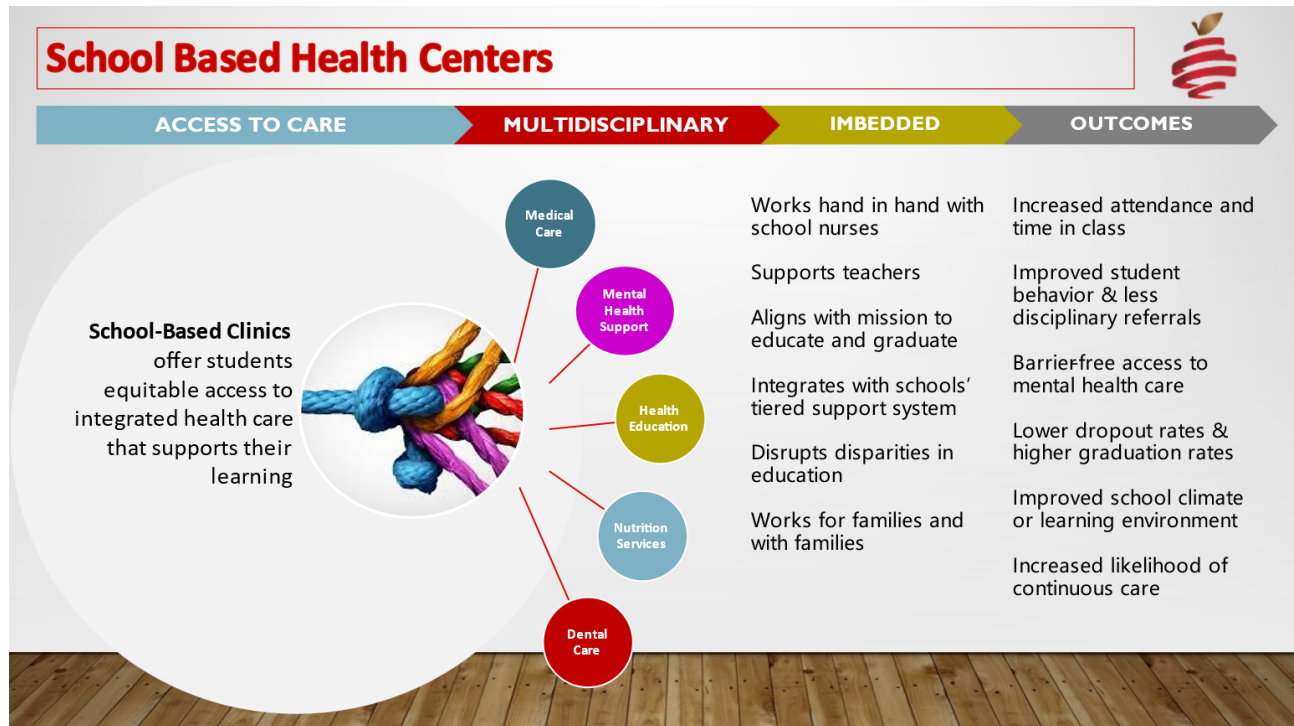 School Based Health Centers
ACCESS TO CARE
MULTIDISCIPLINARY
IMBEDDED
OUTCOMES
School-Based Clinics
offer students
equitable access to
integrated health care
that supports their
learning
Medical
Care
Mental
Health
Support
Health
Education
Nutrition
Services
Dental
Care
Works hand in hand with
school nurses
Supports teachers
Aligns with mission to
educate and graduate
Integrates with schools’
tiered support system
Disrupts disparities in
education
Works for families and
with families
Increased attendance and
time in class
Improved student
behavior & less
disciplinary referrals
Barrier-free access to
mental health care
Lower dropout rates &
higher graduation rates
Improved school climate
or learning environment
Increased likelihood of
continuous care